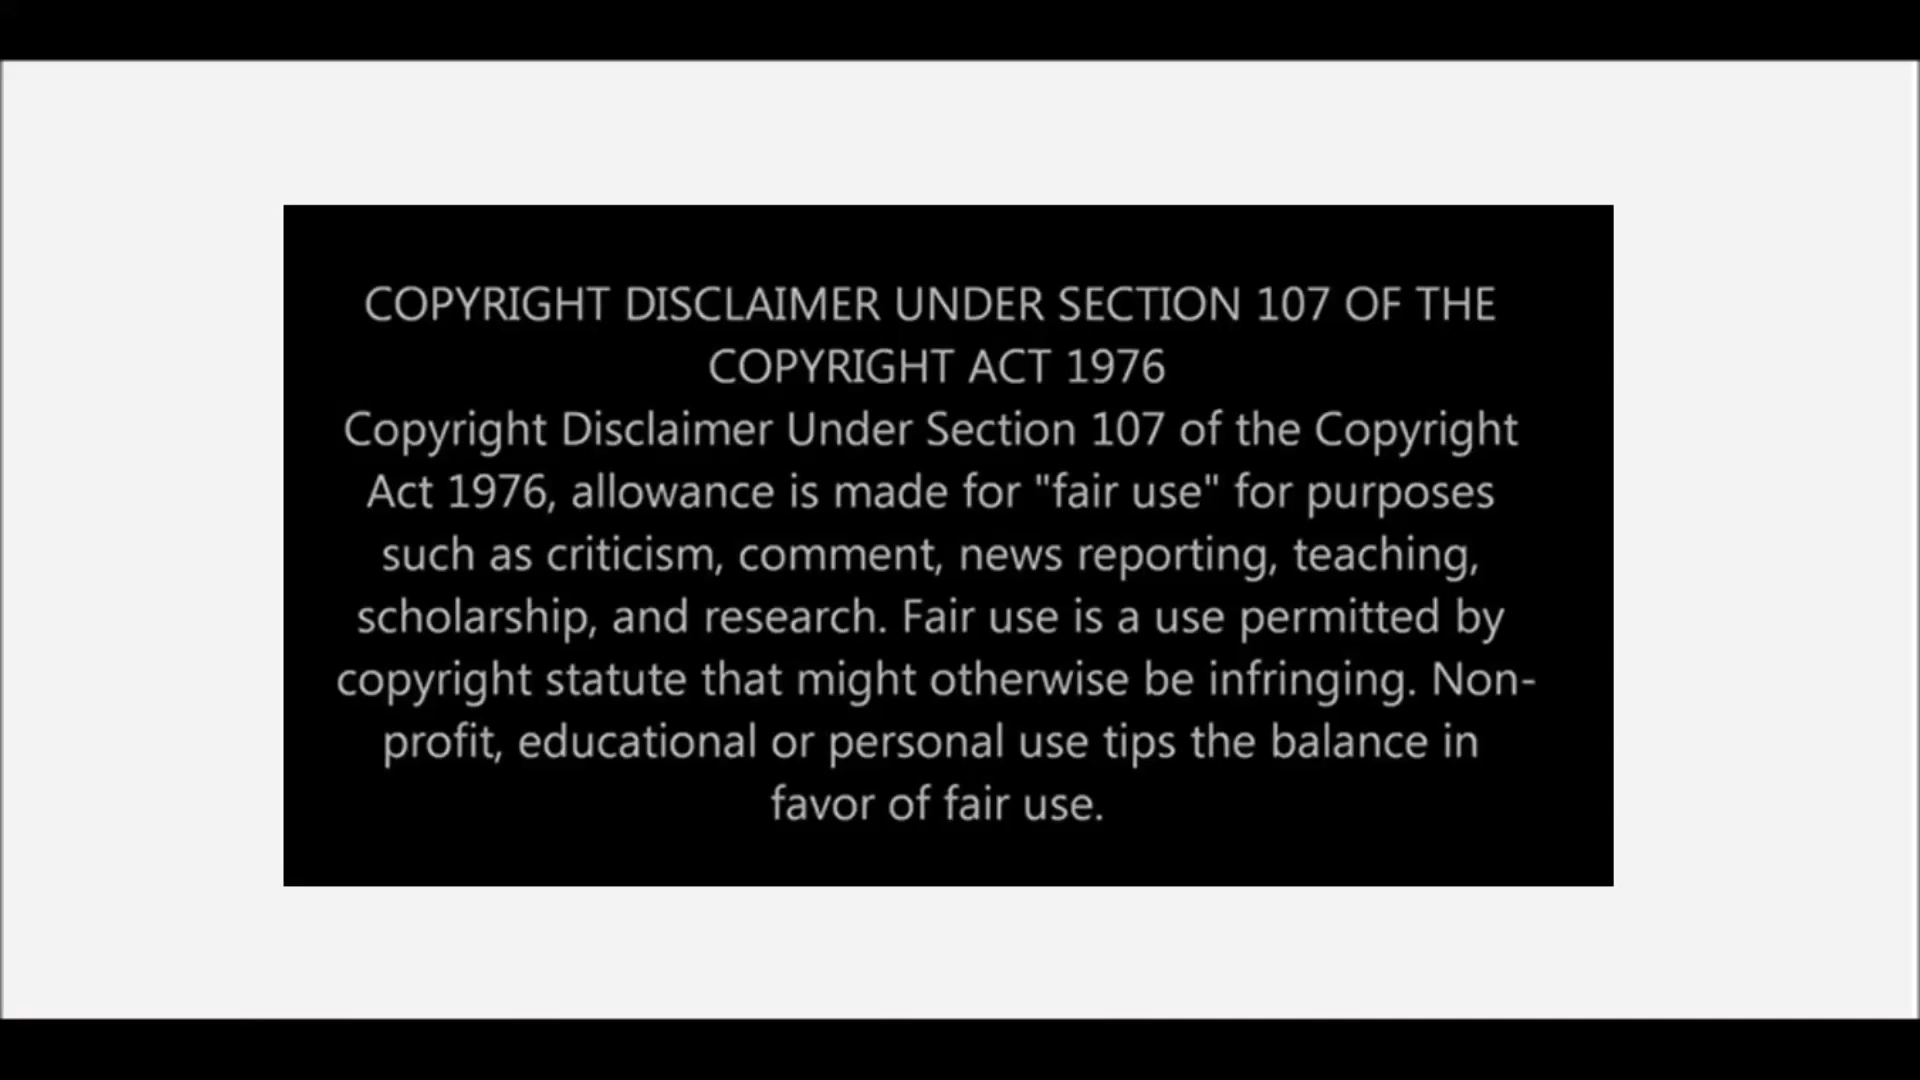 COPYRIGHT DISCLAIMER UNDER SECTION 107 OF THE
COPYRIGHT ACT 1976
Copyright Disclaimer Under Section 107 of the Copyright
Act 1976, allowance is made for "fair use" for purposes
such as criticism, comment, news reporting, teaching,
scholarship, and research. Fair use is a use permitted by
copyright statute that might otherwise be infringing. Non-
profit, educational or personal use tips the balance in
favor of fair use.